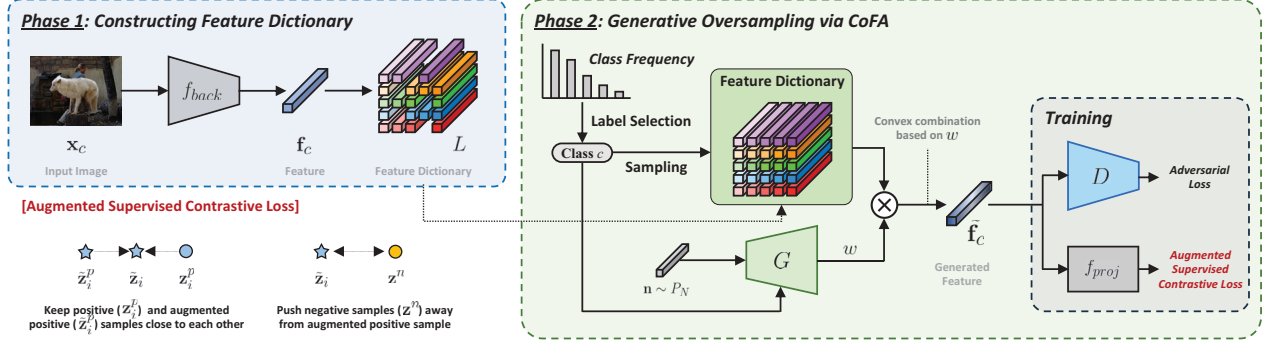 Phase 1: Constructing Feature Dictionary
f_back
x_c
f_c
L
Input Image
Feature
Feature Dictionary
[Augmented Supervised Contrastive Loss]
z̃_i^p
z̃_i
z_i^p
z̃_i
z^n
Keep positive (z_i^p) and augmented
positive (z̃_i^p) samples close to each other
Push negative samples (z^n) away
from augmented positive sample
Phase 2: Generative Oversampling via CoFA
Class Frequency
Label Selection
Class c
Sampling
Feature Dictionary
n ~ P_N
G
w
Convex combination
based on w
f̃_c
Generated
Feature
Training
D
Adversarial
Loss
f_proj
Augmented
Supervised
Contrastive Loss